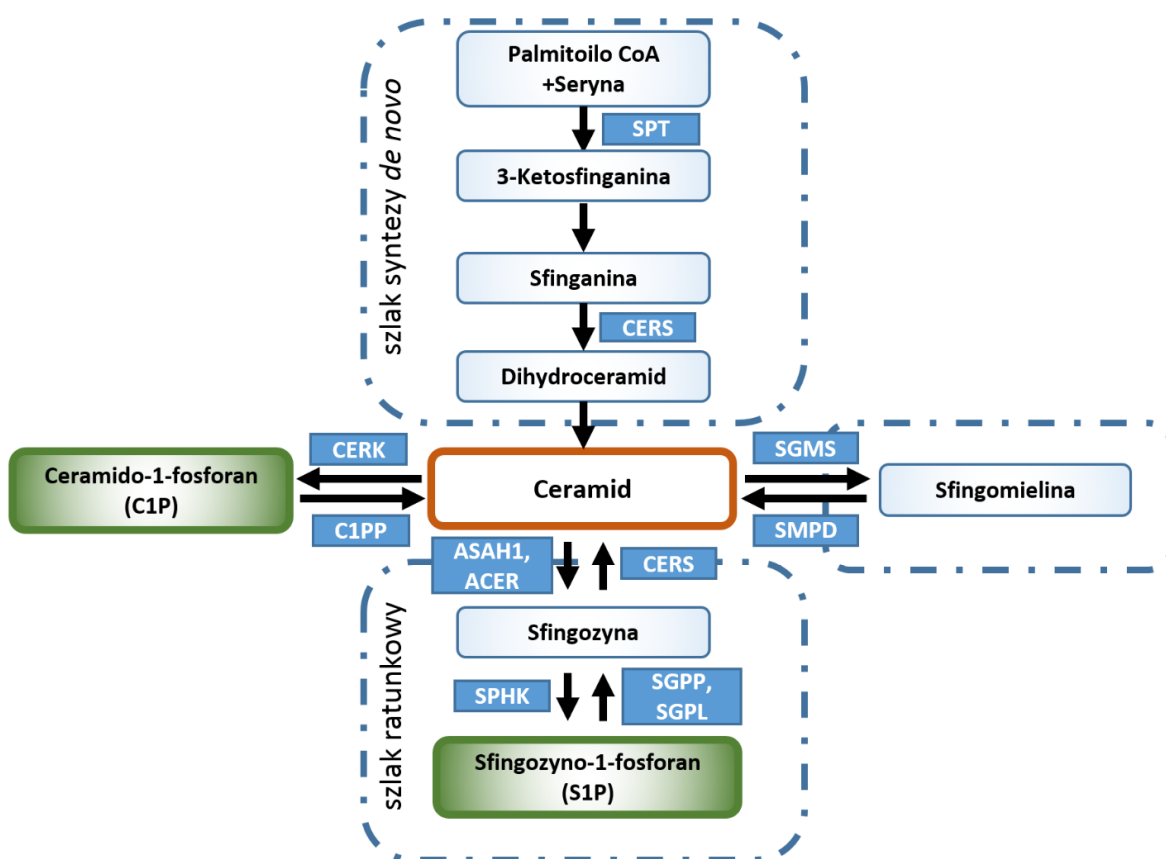 Palmitoilo CoA
+Seryna
SPT
szlak syntezy de novo
3-Ketosfinganina
Sfinganina
CERS
Dihydroceramid
CERK
SGMS
Ceramido-1-fosforan
(C1P)
Ceramid
Sfingomielina
C1PP
SMPD
ASAH1,
ACER
CERS
szlak ratunkowy
Sfingozyna
SPHK
SGPP,
SGPL
Sfingozyno-1-fosforan
(S1P)